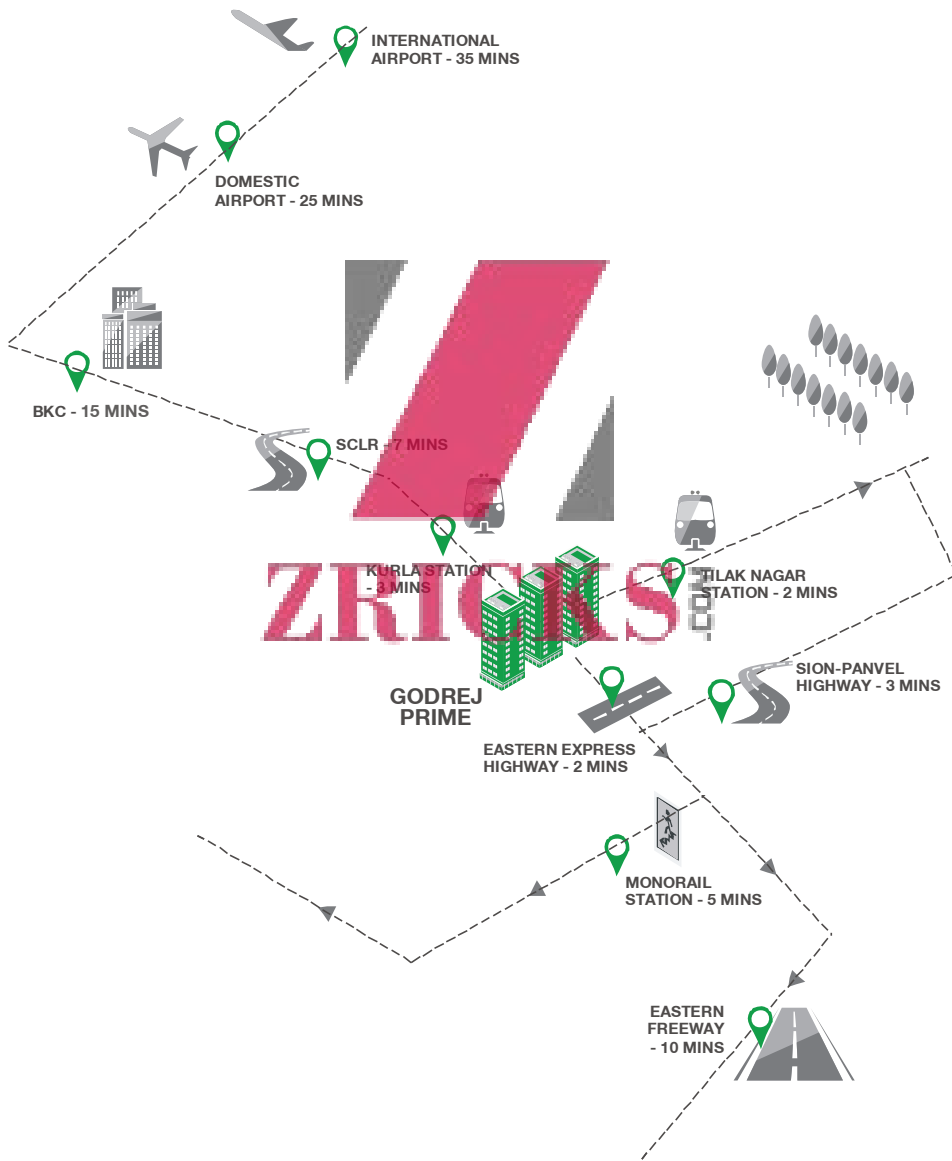 INTERNATIONAL
AIRPORT - 35 MINS
DOMESTIC
AIRPORT - 25 MINS
BKC - 15 MINS
SCLR - 7 MINS
KURLA STATION
- 3 MINS
ZRICKS
.COM
TILAK NAGAR
STATION - 2 MINS
GODREJ
PRIME
SION-PANVEL
HIGHWAY - 3 MINS
EASTERN EXPRESS
HIGHWAY - 2 MINS
MONORAIL
STATION - 5 MINS
EASTERN
FREEWAY
- 10 MINS